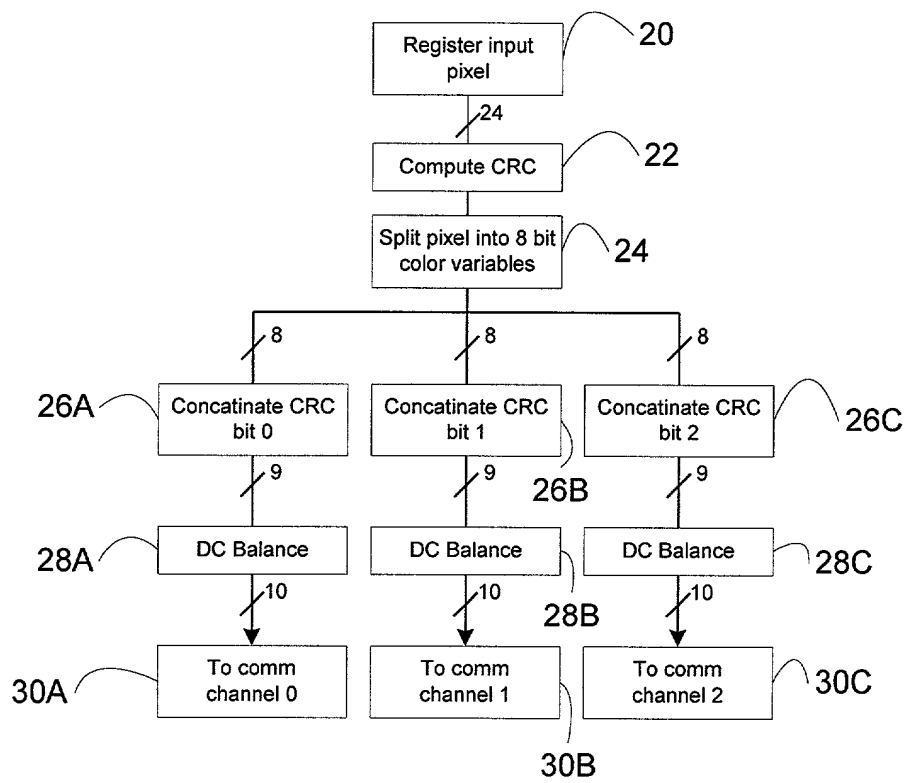 Register input
pixel
20
24
Compute CRC
22
Split pixel into 8 bit
color variables
24
8
8
8
26A
Concatinate CRC
bit 0
Concatinate CRC
bit 1
Concatinate CRC
bit 2
26C
26B
9
9
9
28A
DC Balance
DC Balance
DC Balance
28C
28B
10
10
10
30A
To comm
channel 0
To comm
channel 1
To comm
channel 2
30C
30B